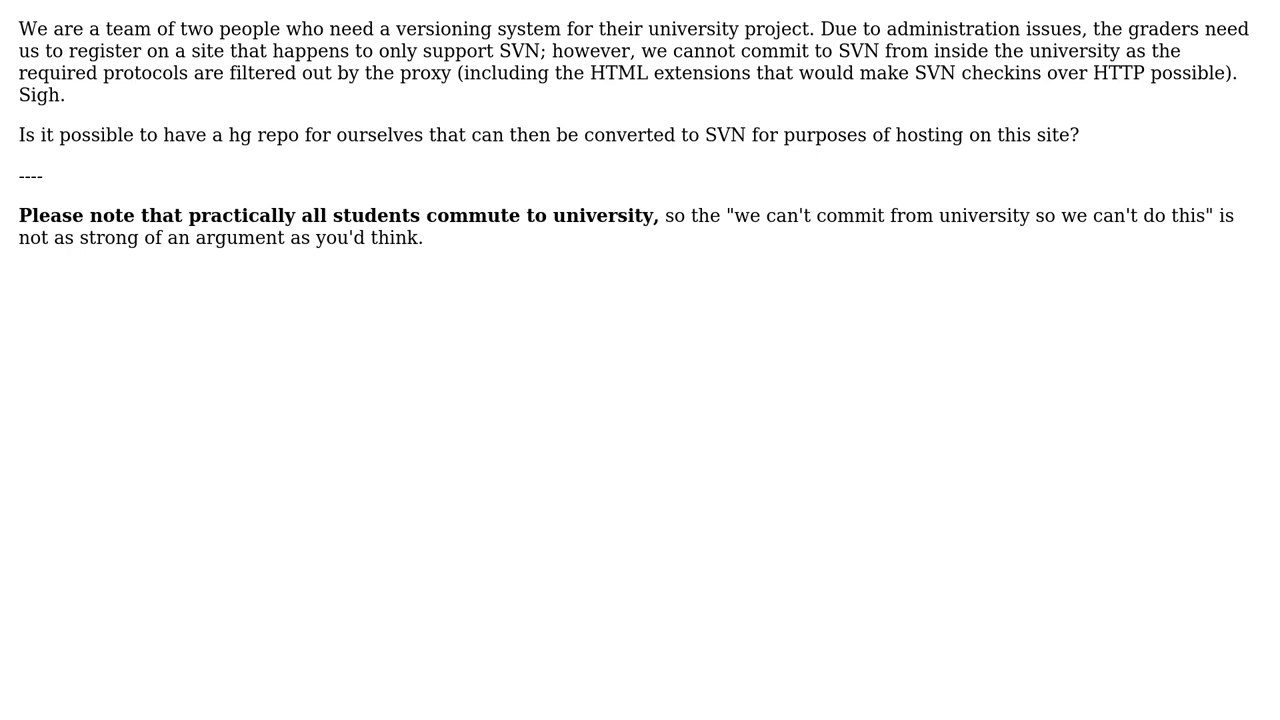 We are a team of two people who need a versioning system for their university project. Due to administration issues, the graders need
us to register on a site that happens to only support SVN; however, we cannot commit to SVN from inside the university as the
required protocols are filtered out by the proxy (including the HTML extensions that would make SVN checkins over HTTP possible).
Sigh.
Is it possible to have a hg repo for ourselves that can then be converted to SVN for purposes of hosting on this site?
----
Please note that practically all students commute to university, so the "we can't commit from university so we can't do this" is
not as strong of an argument as you'd think.